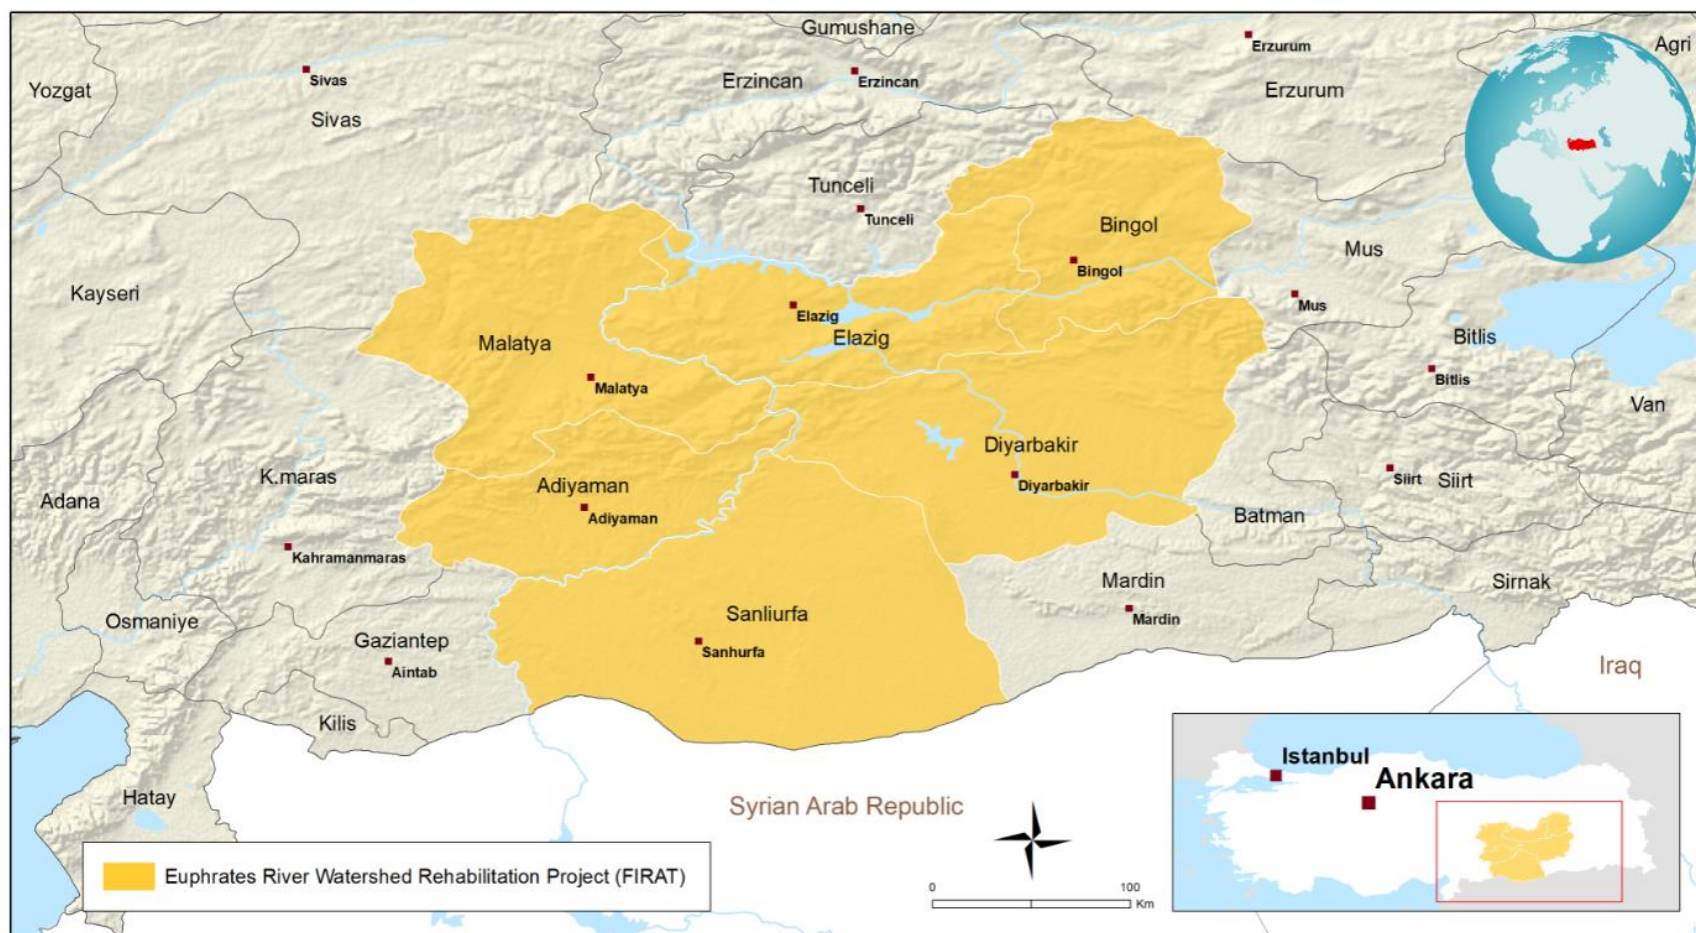 Gumushane
Erzurum
Agri
Yozgat
Sivas
Erzincan
Erzincan
Erzurum
Sivas
Tunceli
Tunceli
Bingol
Bingol
Mus
Mus
Kayseri
Elazig
Elazig
Malatya
Malatya
Bitlis
Bitlis
Van
K.maras
Diyarbakir
Diyarbakir
Siirt
Siirt
Adana
Adiyaman
Adiyaman
Batman
Kahramanmaras
Mardin
Mardin
Sirnak
Osmaniye
Sanliurfa
Sanhurfa
Gaziantep
Aintab
Iraq
Kilis
Hatay
Syrian Arab Republic
Istanbul
Ankara
Euphrates River Watershed Rehabilitation Project (FIRAT)
0 100
Km